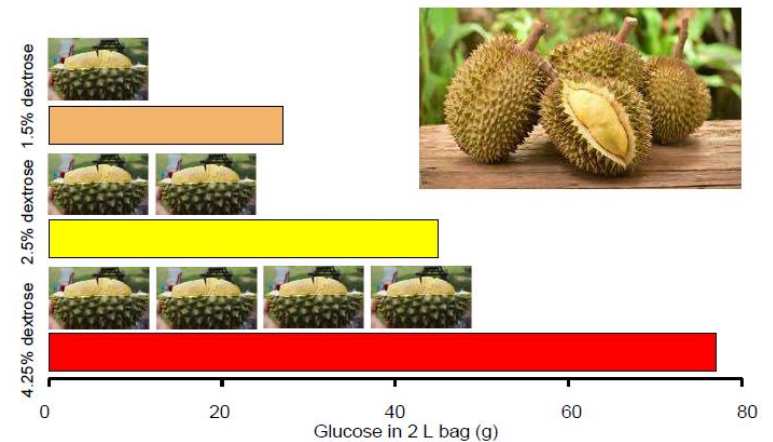 1.5% dextrose
2.5% dextrose
4.25% dextrose
0 20 40 60 80
Glucose in 2 L bag (g)